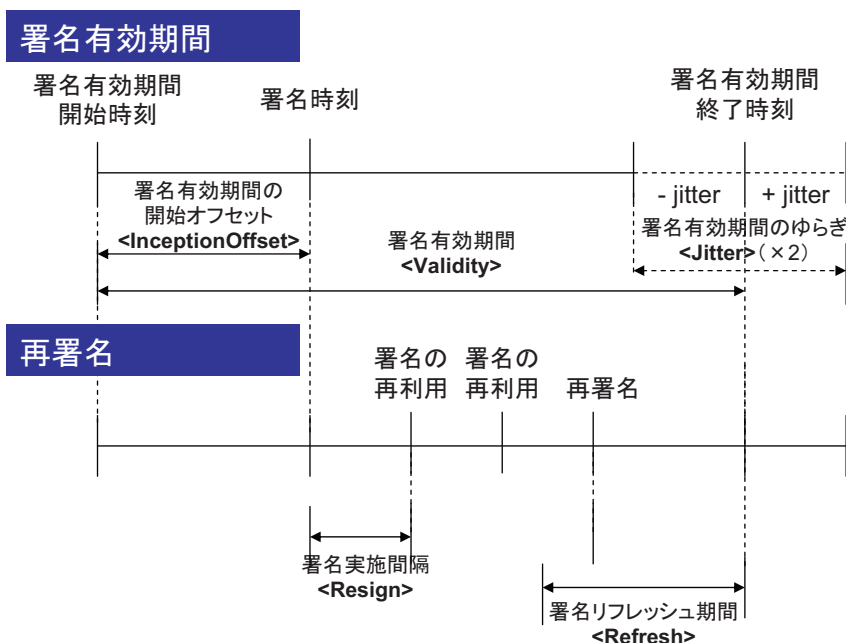 署名有効期間
署名有効期間
開始時刻
署名時刻
署名有効期間
終了時刻
- jitter
+ jitter
署名有効期間の
開始オフセット
<InceptionOffset>
署名有効期間
<Validity>
署名有効期間のゆらぎ
<Jitter>(×2)
再署名
署名の
再利用
署名の
再利用
再署名
署名実施間隔
<Resign>
署名リフレッシュ期間
<Refresh>